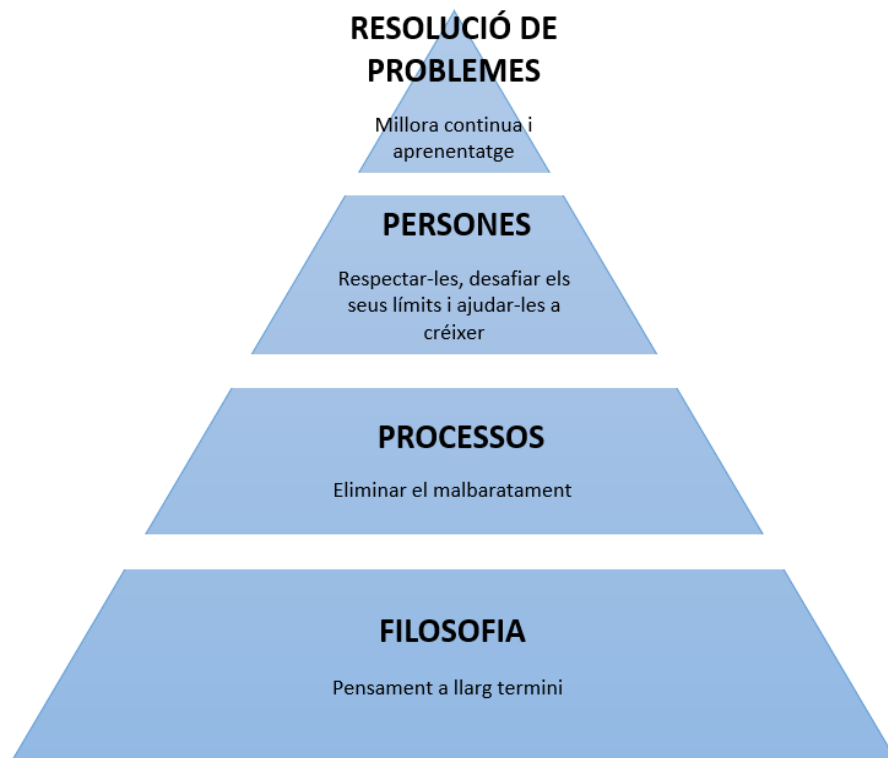 RESOLUCIÓ DE
PROBLEMES
Millora continua i
aprenentatge
PERSONES
Respectar-les, desafiar els
seus límits i ajudar-les a
créixer
PROCESSOS
Eliminar el malbaratament
FILOSOFIA
Pensament a llarg termini